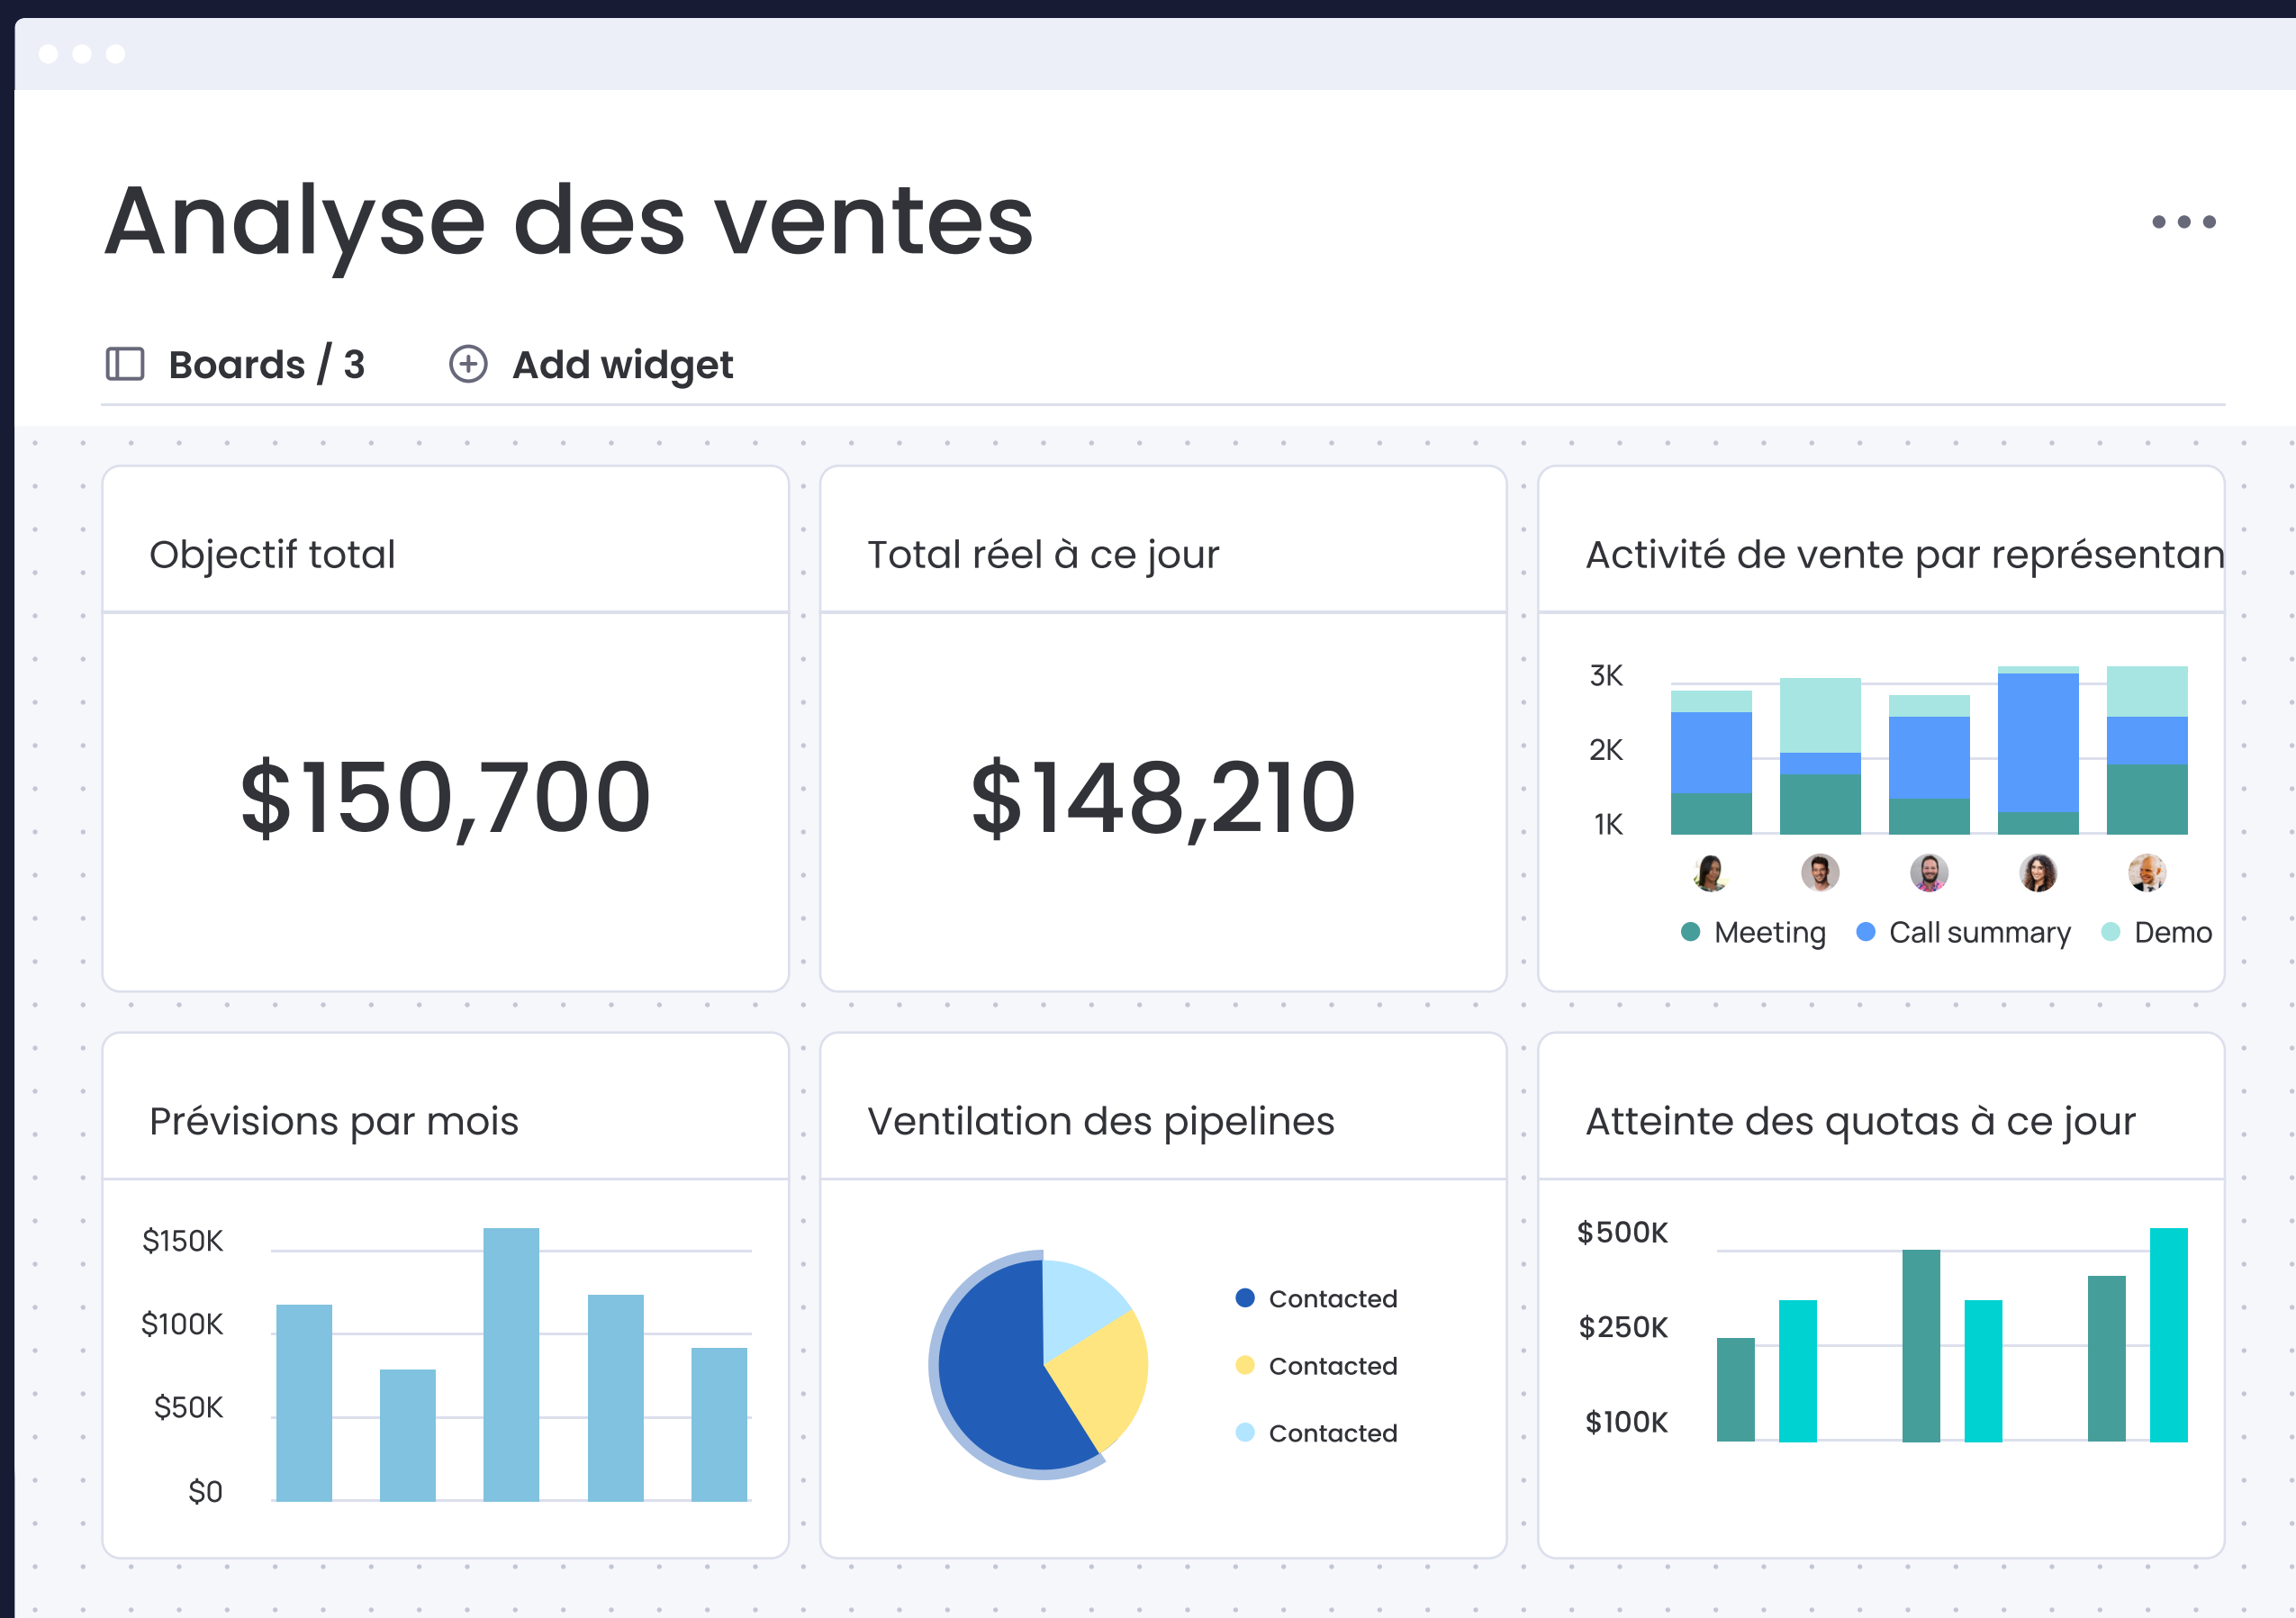 Analyse des ventes
Boards / 3
Add widget
Objectif total
$150,700
Total réel à ce jour
$148,210
Activité de vente par représentan
3K
2K
1K
Meeting
Call summary
Demo
Prévisions par mois
$150K
$100K
$50K
$0
Ventilation des pipelines
Contacted
Contacted
Contacted
Atteinte des quotas à ce jour
$500K
$250K
$100K